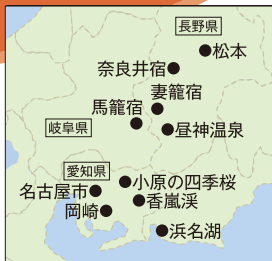 長野県
松本
奈良井宿
妻籠宿
馬籠宿
岐阜県
昼神温泉
愛知県
小原の四季桜
名古屋市
香嵐渓
岡崎
浜名湖